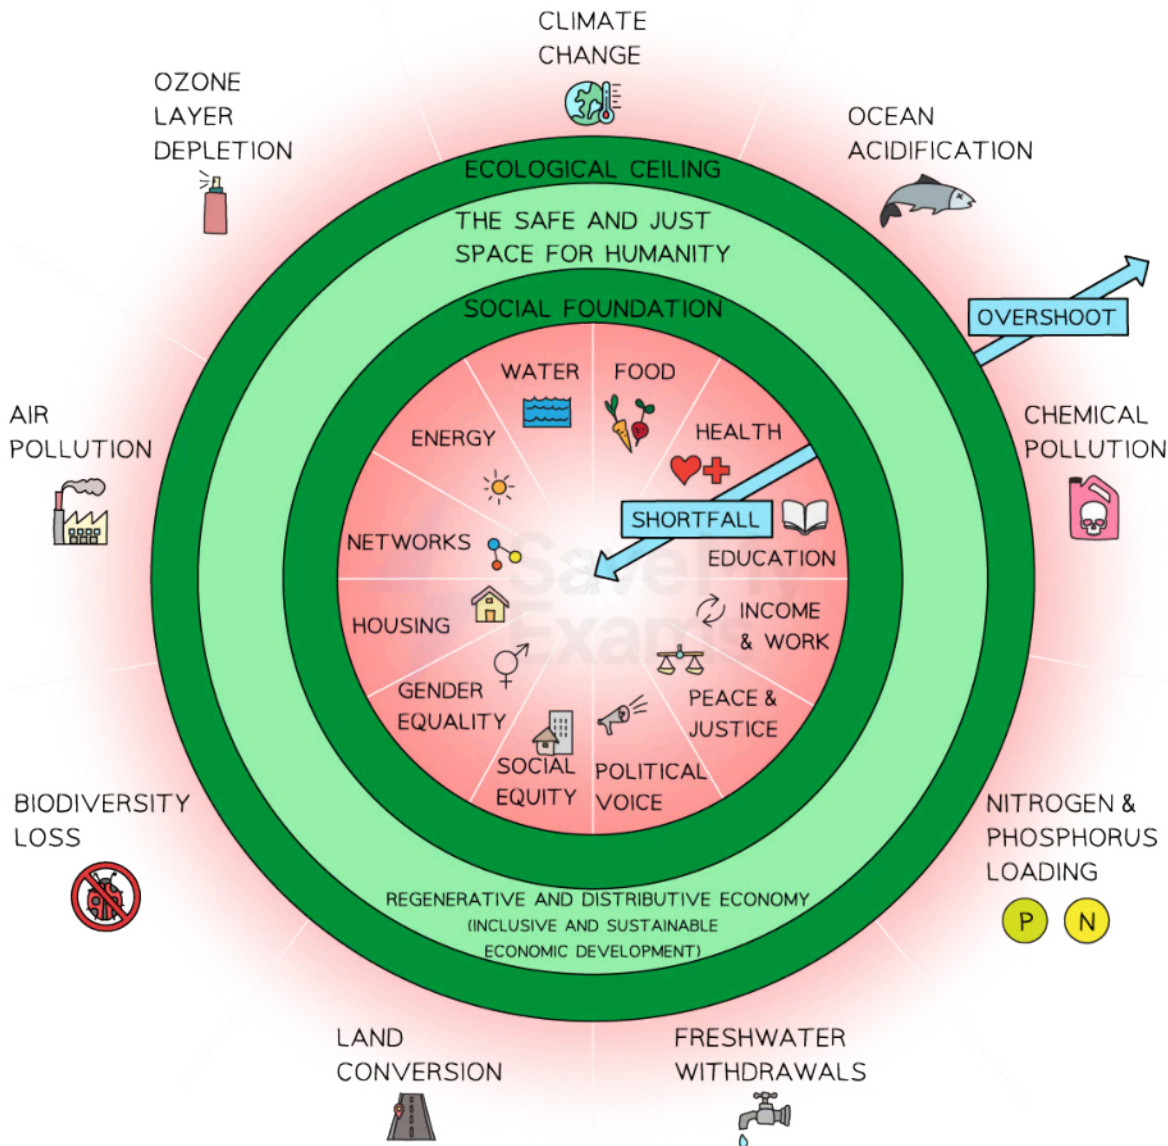 CLIMATE
CHANGE
OZONE
LAYER
DEPLETION
OCEAN
ACIDIFICATION
ECOLOGICAL CEILING
THE SAFE AND JUST
SPACE FOR HUMANITY
SOCIAL FOUNDATION
OVERSHOOT
WATER
FOOD
ENERGY
HEALTH
AIR
POLLUTION
CHEMICAL
POLLUTION
SHORTFALL
NETWORKS
EDUCATION
Save My
Exams
HOUSING
INCOME
& WORK
GENDER
EQUALITY
PEACE &
JUSTICE
SOCIAL
EQUITY
POLITICAL
VOICE
BIODIVERSITY
LOSS
NITROGEN &
PHOSPHORUS
LOADING
P N
REGENERATIVE AND DISTRIBUTIVE ECONOMY
(INCLUSIVE AND SUSTAINABLE
ECONOMIC DEVELOPMENT)
LAND
CONVERSION
FRESHWATER
WITHDRAWALS